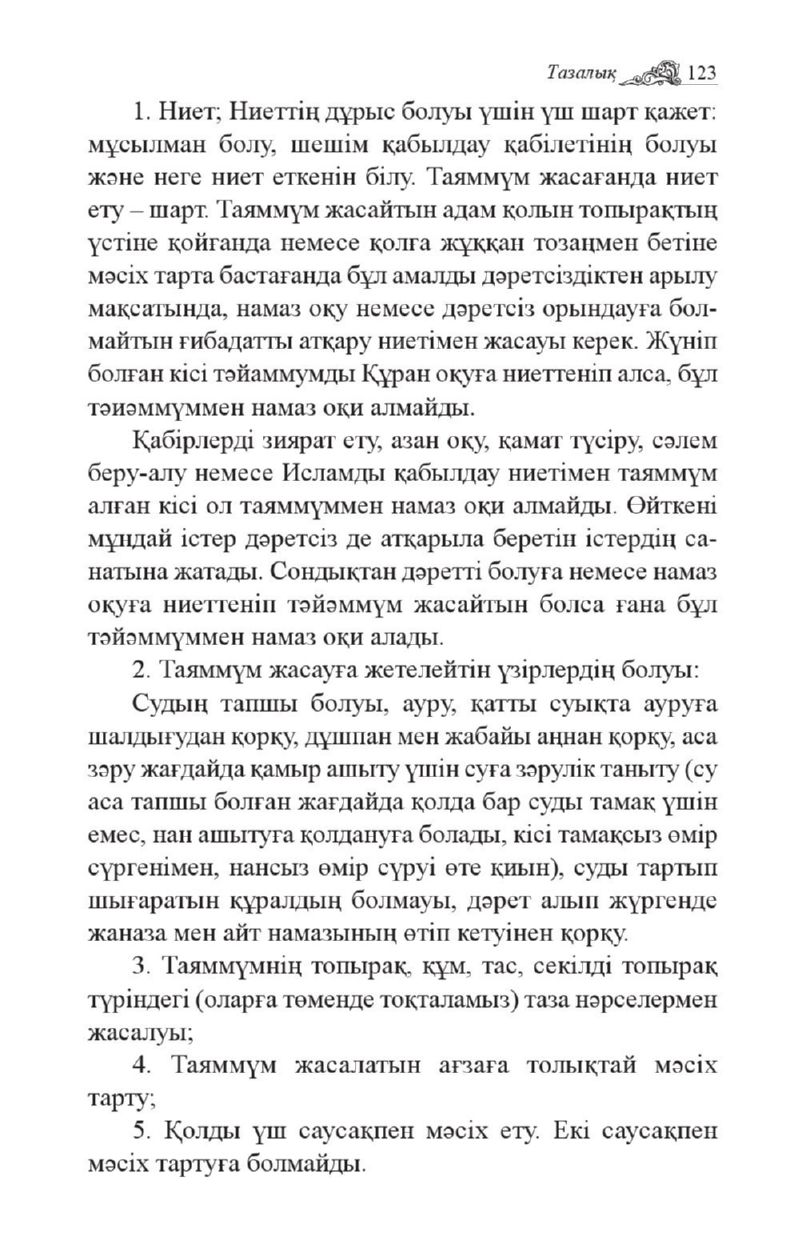 Тазалық 123
1. Ниет; Ниеттің дұрыс болуы үшін үш шарт қажет:
мұсылман болу, шешім қабылдау қабілетінің болуы
және неге ниет еткенін білу. Таяммүм жасағанда ниет
ету – шарт. Таяммүм жасайтын адам қолын топырақтың
үстіне қойғанда немесе қолға жұққан тозаңмен бетіне
мәсіх тарта бастағанда бұл амалды дәретсіздіктен арылу
мақсатында, намаз оқу немесе дәретсіз орындауға бол-
майтын ғибадатты атқару ниетімен жасауы керек. Жүніп
болған кісі тәйаммумды Құран оқуға ниеттеніп алса, бұл
тәиәммүммен намаз оқи алмайды.
Қабірлерді зиярат ету, азан оқу, қамат түсіру, сәлем
беру-алу немесе Исламды қабылдау ниетімен таяммүм
алған кісі ол таяммүммен намаз оқи алмайды. Өйткені
мұндай істер дәретсіз де атқарыла беретін істердің са-
натына жатады. Сондықтан дәретті болуға немесе намаз
оқуға ниеттеніп тәйәммүм жасайтын болса ғана бұл
тәйәммүммен намаз оқи алады.
2. Таяммүм жасауға жетелейтін үзірлердің болуы:
Судың тапшы болуы, ауру, қатты суықта ауруға
шалдығудан қорқу, дұшпан мен жабайы аңнан қорқу, аса
зәру жағдайда қамыр ашыту үшін суға зәрулік таныту (су
аса тапшы болған жағдайда қолда бар суды тамақ үшін
емес, нан ашытуға қолдануға болады, кісі тамақсыз өмір
сүргенімен, нансыз өмір сүруі өте қиын), суды тартып
шығаратын құралдың болмауы, дәрет алып жүргенде
жаназа мен айт намазының өтіп кетуінен қорқу.
3. Таяммүмнің топырақ, құм, тас, секілді топырақ
түріндегі (оларға төменде тоқталамыз) таза нәрселермен
жасалуы;
4. Таяммүм жасалатын ағзаға толықтай мәсіх
тарту;
5. Қолды үш саусақпен мәсіх ету. Екі саусақпен
мәсіх тартуға болмайды.